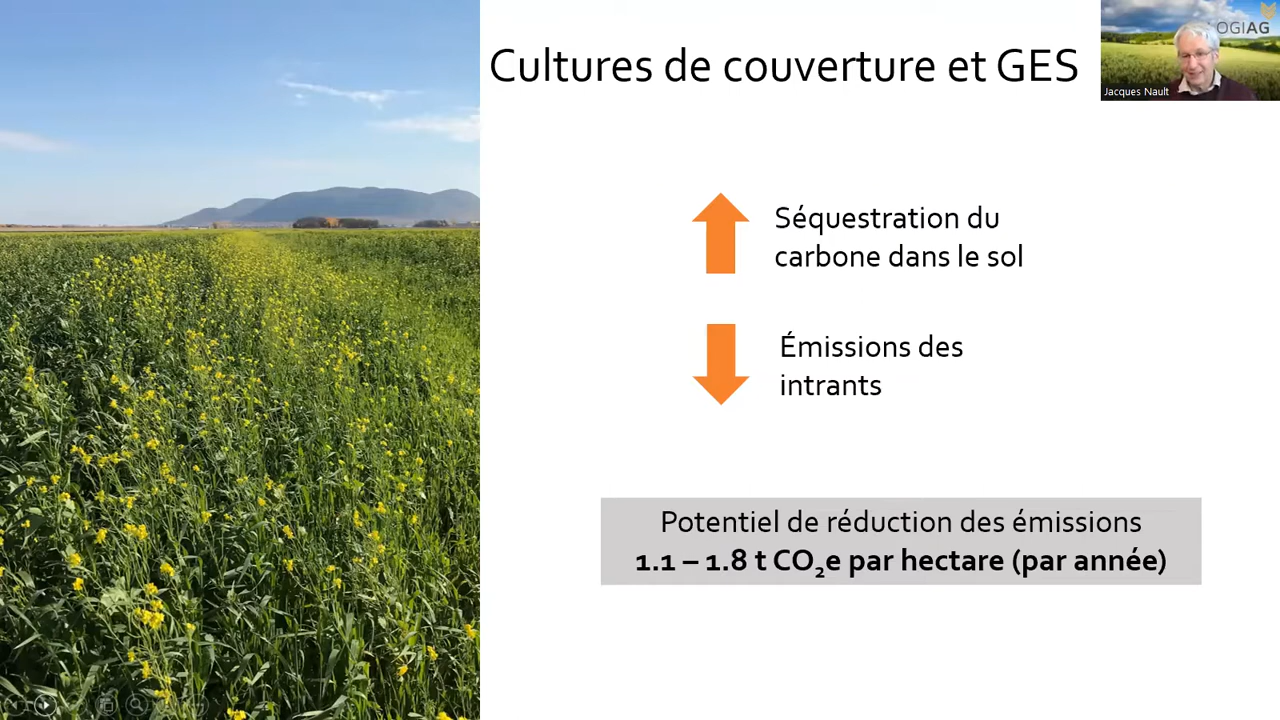 Cultures de couverture et GES
LOGIAG
Jacques Nault
Séquestration du
carbone dans le sol
Émissions des
intrants
Potentiel de réduction des émissions
1.1 – 1.8 t CO₂e par hectare (par année)